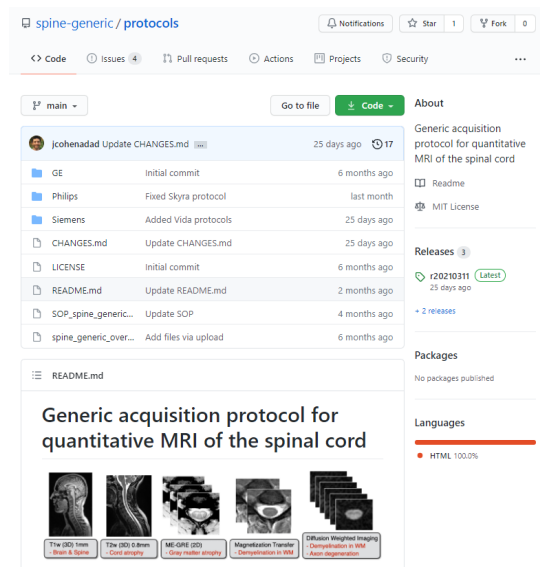 spine-generic / protocols
Notifications
Star 1
Fork 0
Code
Issues 4
Pull requests
Actions
Projects
Security
...
main
Go to file
Code
jcohenadad Update CHANGES.md ... 25 days ago 17
GE Initial commit 6 months ago
Philips Fixed Skyra protocol last month
Siemens Added Vida protocols 25 days ago
CHANGES.md Update CHANGES.md 25 days ago
LICENSE Initial commit 6 months ago
README.md Update README.md 2 months ago
SOP_spine_generic... Update SOP 4 months ago
spine_generic_over... Add files via upload 6 months ago
About
Generic acquisition
protocol for quantitative
MRI of the spinal cord
Readme
MIT License
Releases 3
r20210311 Latest
25 days ago
+ 2 releases
Packages
No packages published
Languages
HTML 100.0%
README.md
Generic acquisition protocol for
quantitative MRI of the spinal cord
T1w (3D) 1mm
- Brain & Spine
T2w (3D) 0.8mm
- Cord atrophy
ME-GRE (2D)
- Gray matter atrophy
Magnetization Transfer
- Demyelination in WM
Diffusion Weighted Imaging
- Demyelination in WM
- Axon degeneration